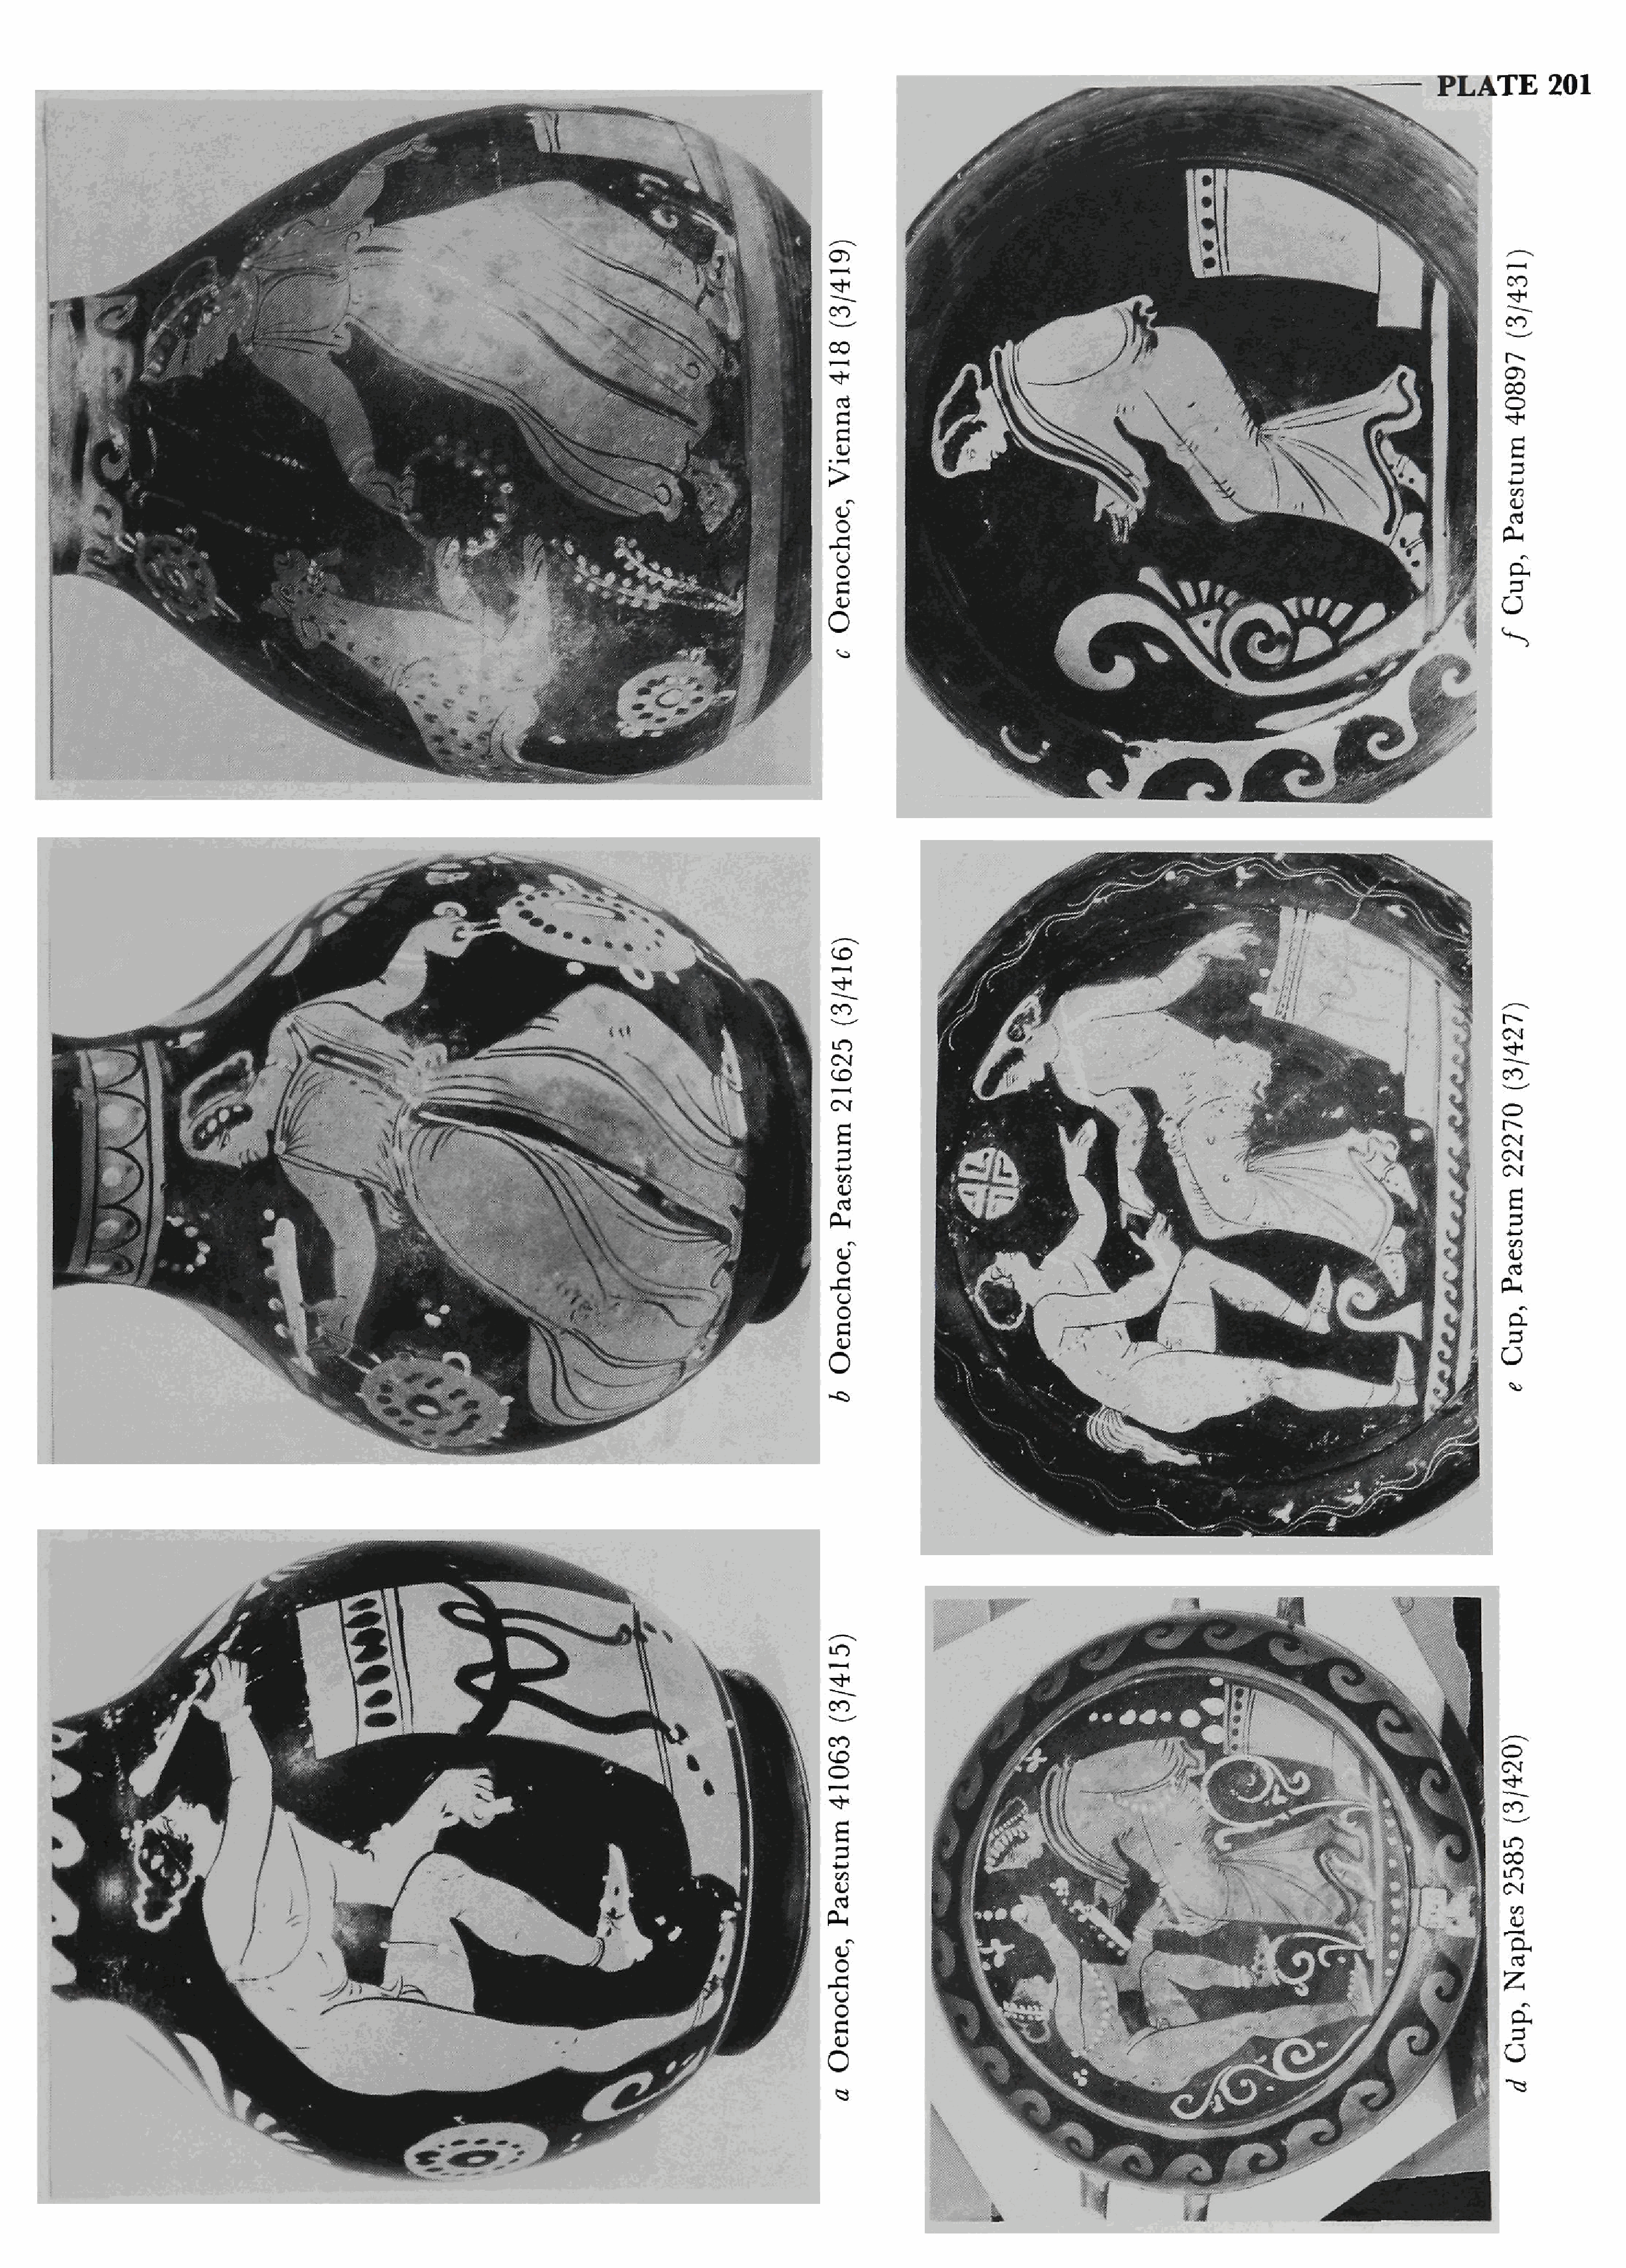 PLATE 201
a Oenochoe, Paestum 41063 (3/415)
b Oenochoe, Paestum 21625 (3/416)
c Oenochoe, Vienna 418 (3/419)
d Cup, Naples 2585 (3/420)
e Cup, Paestum 22270 (3/427)
f Cup, Paestum 40897 (3/431)